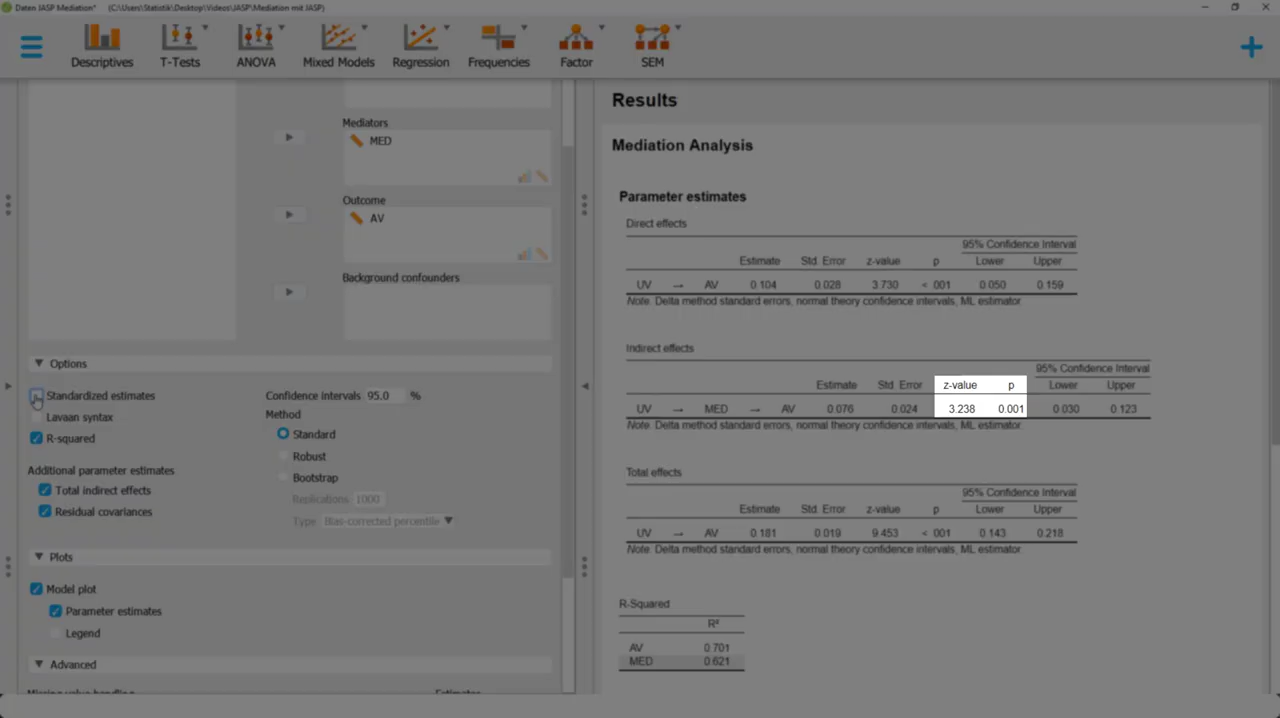 Daten JASP Mediation* (C:\Users\Statistik\Desktop\Videos\JASP\Mediation mit JASP)
Descriptives T-Tests ANOVA Mixed Models Regression Frequencies Factor SEM
Mediators
MED
Outcome
AV
Background confounders
Options
Standardized estimates
Lavaan syntax
R-squared
Additional parameter estimates
Total indirect effects
Residual covariances
Confidence intervals 95.0 %
Method
Standard
Robust
Bootstrap
Replications 1000
Type Bias-corrected percentile
Plots
Model plot
Parameter estimates
Legend
Advanced
Missing value handling
Estimator
Results
Mediation Analysis
Parameter estimates
Direct effects
95% Confidence Interval
Estimate Std. Error z-value p Lower Upper
UV → AV 0.104 0.028 3.730 < .001 0.050 0.159
Note. Delta method standard errors, normal theory confidence intervals, ML estimator.
Indirect effects
95% Confidence Interval
Estimate Std. Error z-value p Lower Upper
UV → MED → AV 0.076 0.024 3.238 0.001 0.030 0.123
Note. Delta method standard errors, normal theory confidence intervals, ML estimator.
Total effects
95% Confidence Interval
Estimate Std. Error z-value p Lower Upper
UV → AV 0.181 0.019 9.453 < .001 0.143 0.218
Note. Delta method standard errors, normal theory confidence intervals, ML estimator.
R-Squared
R²
AV 0.701
MED 0.621